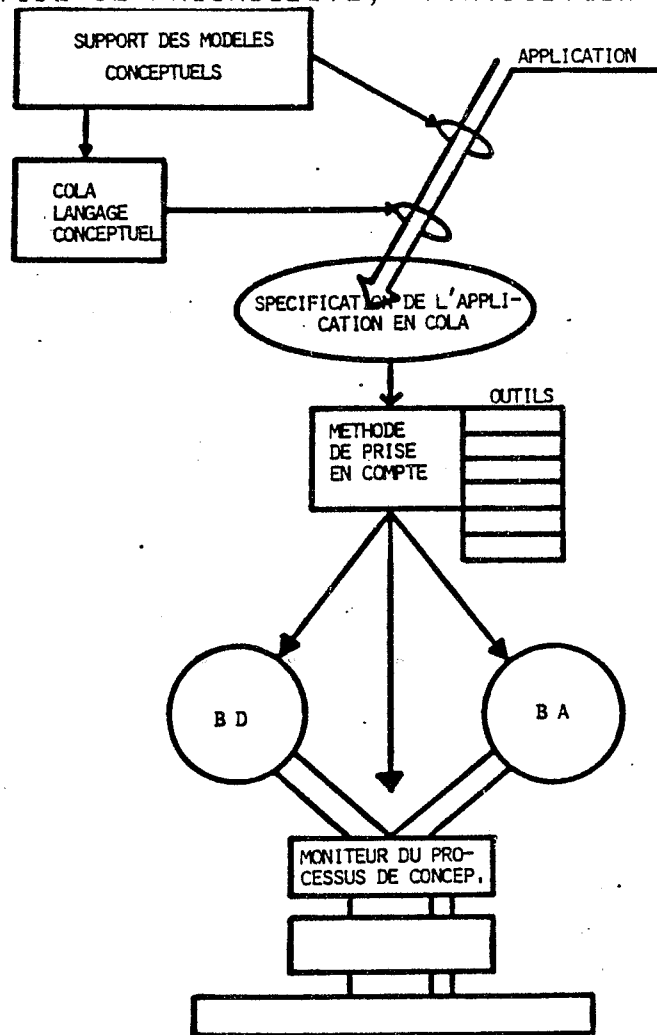 SUPPORT DES MODELES
CONCEPTUELS
APPLICATION
COLA
LANGAGE
CONCEPTUEL
SPECIFICATION DE L'APPLI-
CATION EN COLA
OUTILS
METHODE
DE PRISE
EN COMPTE
B D
B A
MONITEUR DU PRO-
CESSUS DE CONCEP.